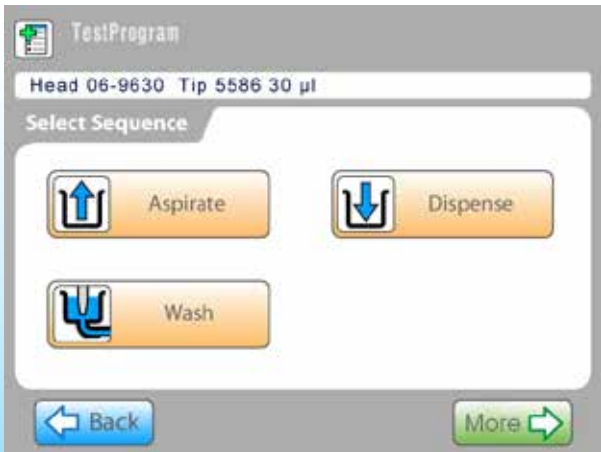 TestProgram
Head 06-9630 Tip 5586 30 µl
Select Sequence
Aspirate
Dispense
Wash
Back
More